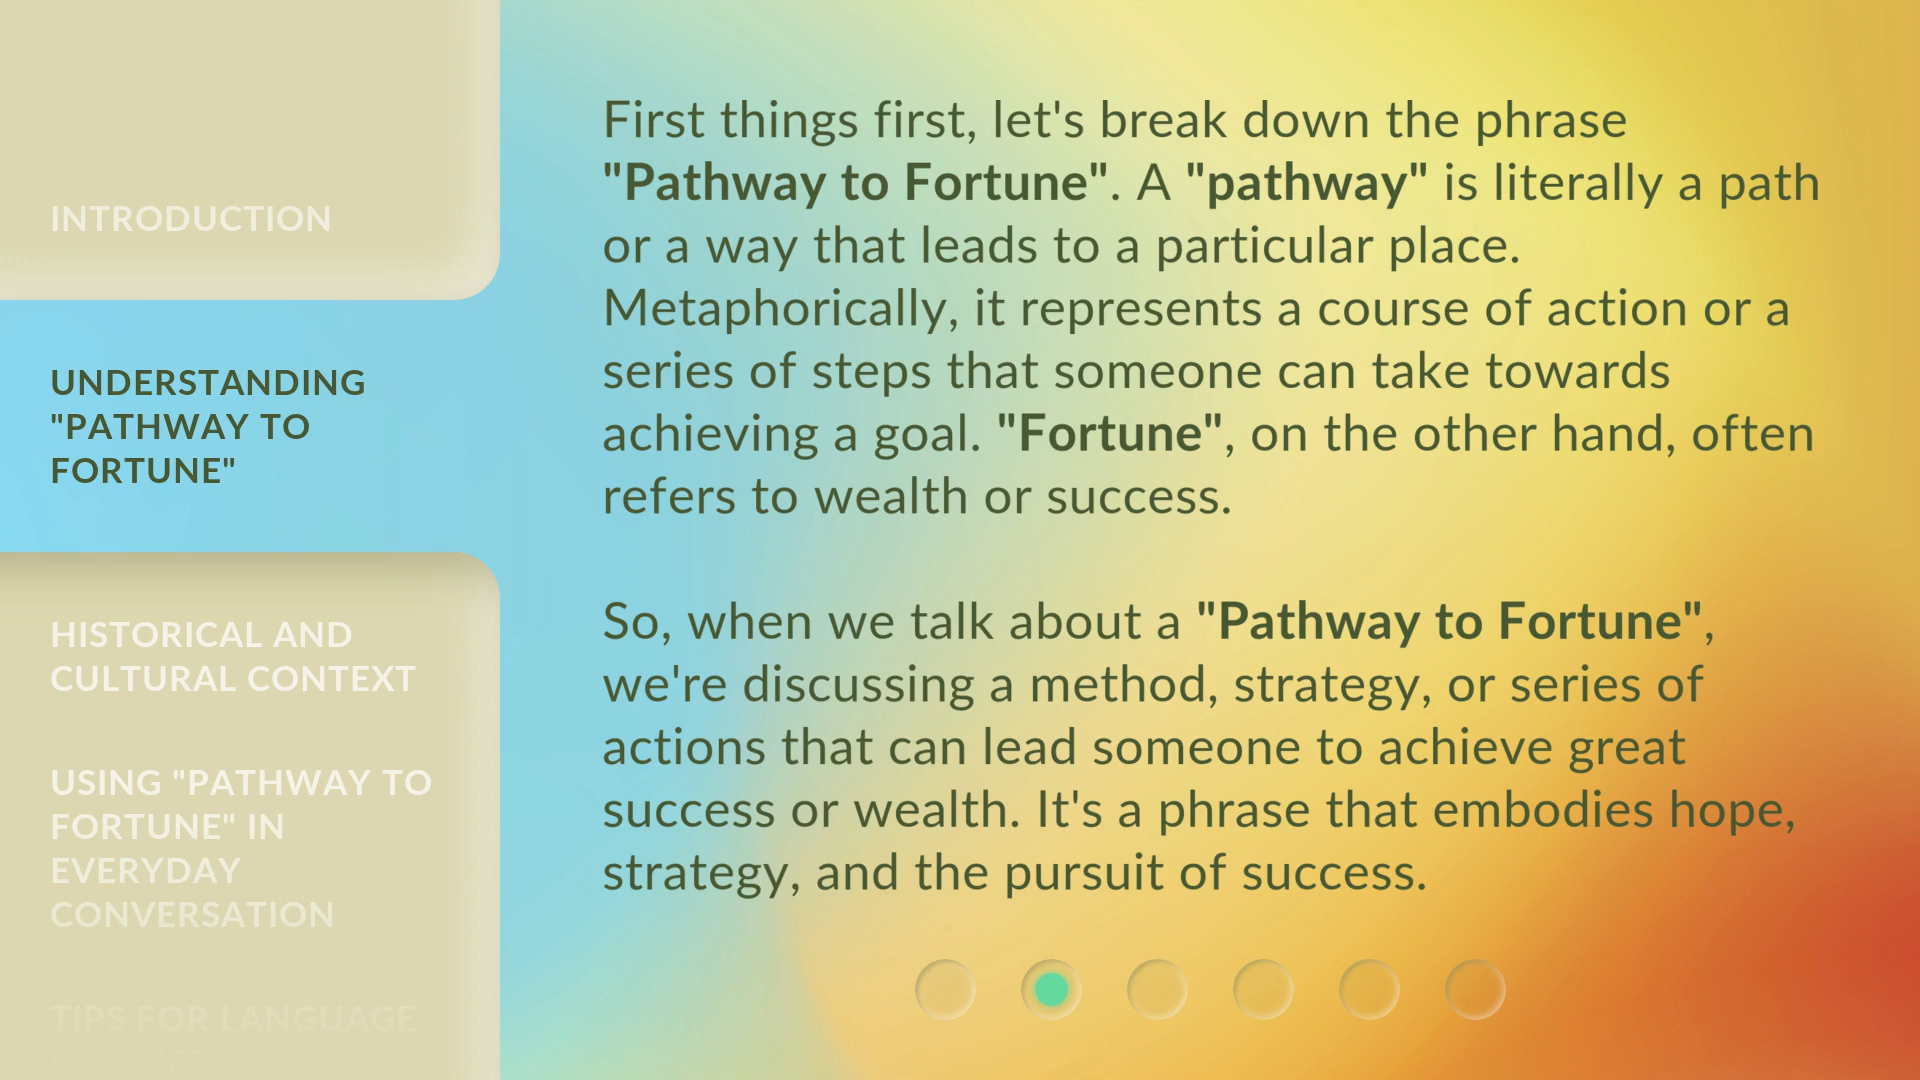 INTRODUCTION
UNDERSTANDING
"PATHWAY TO
FORTUNE"
HISTORICAL AND
CULTURAL CONTEXT
USING "PATHWAY TO
FORTUNE" IN
EVERYDAY
CONVERSATION
TIPS FOR LANGUAGE
LEARNERS
First things first, let's break down the phrase
"Pathway to Fortune". A "pathway" is literally a path
or a way that leads to a particular place.
Metaphorically, it represents a course of action or a
series of steps that someone can take towards
achieving a goal. "Fortune", on the other hand, often
refers to wealth or success.
So, when we talk about a "Pathway to Fortune",
we're discussing a method, strategy, or series of
actions that can lead someone to achieve great
success or wealth. It's a phrase that embodies hope,
strategy, and the pursuit of success.